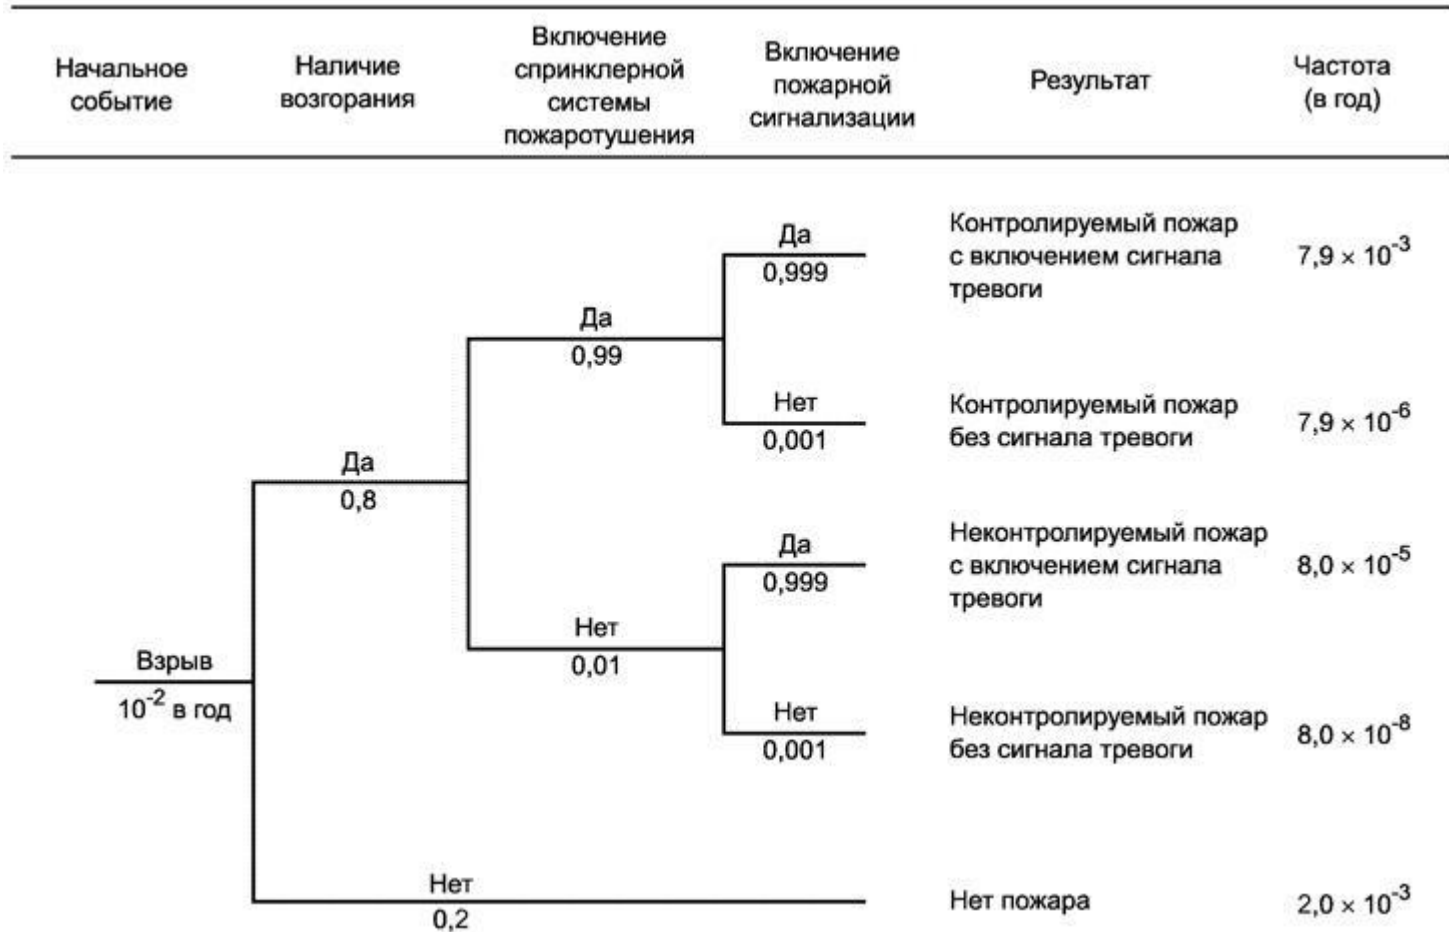 Начальное
событие
Наличие
возгорания
Включение
спринклерной
системы
пожаротушения
Включение
пожарной
сигнализации
Результат
Частота
(в год)
Да
0,999
Контролируемый пожар
с включением сигнала
тревоги
7,9 × 10⁻³
Да
0,99
Нет
0,001
Контролируемый пожар
без сигнала тревоги
7,9 × 10⁻⁶
Да
0,8
Да
0,999
Неконтролируемый пожар
с включением сигнала
тревоги
8,0 × 10⁻⁵
Нет
0,01
Взрыв
10⁻² в год
Нет
0,001
Неконтролируемый пожар
без сигнала тревоги
8,0 × 10⁻⁸
Нет
0,2
Нет пожара
2,0 × 10⁻³